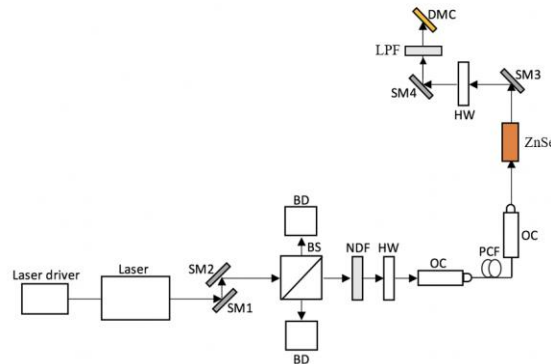 DMC
LPF
SM3
SM4
HW
ZnSe
BD
OC
BS
NDF
HW
PCF
SM2
OC
Laser
Laser driver
SM1
BD